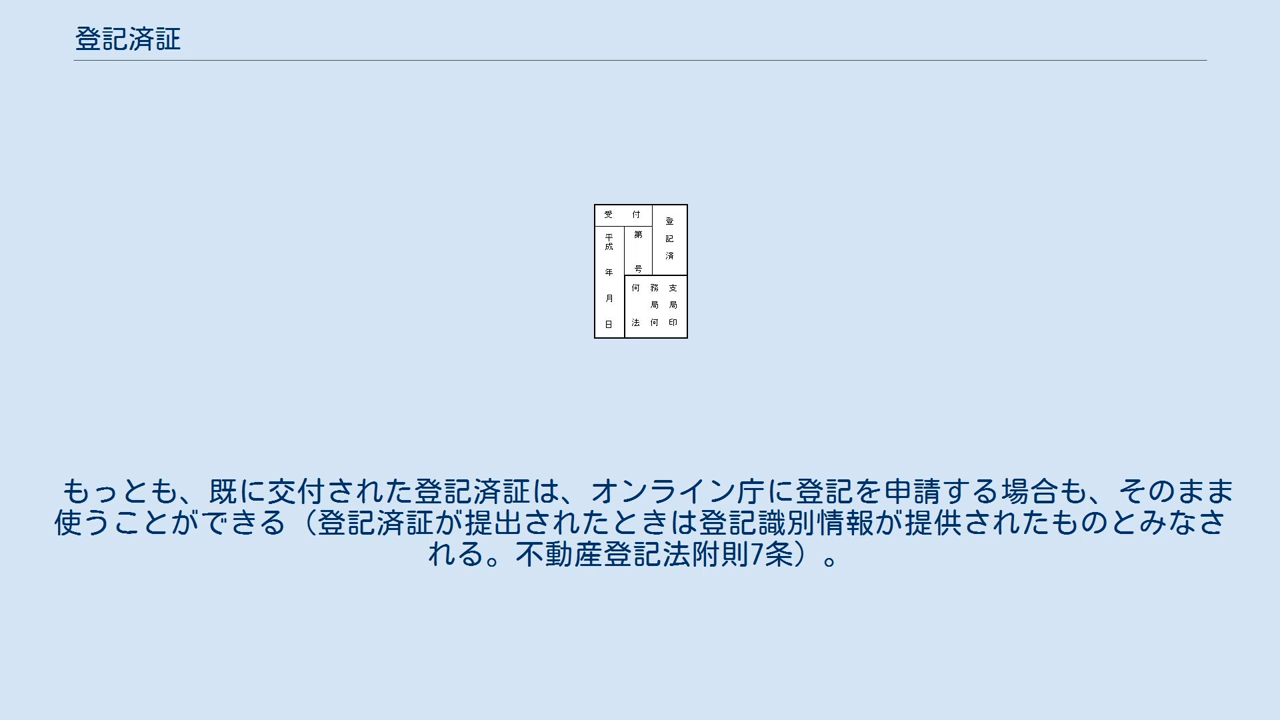 登記済証
受付
登記済
第号
平成年月日
支局印
務局何
何法
もっとも、既に交付された登記済証は、オンライン庁に登記を申請する場合も、そのまま
使うことができる（登記済証が提出されたときは登記識別情報が提供されたものとみなさ
れる。不動産登記法附則7条）。